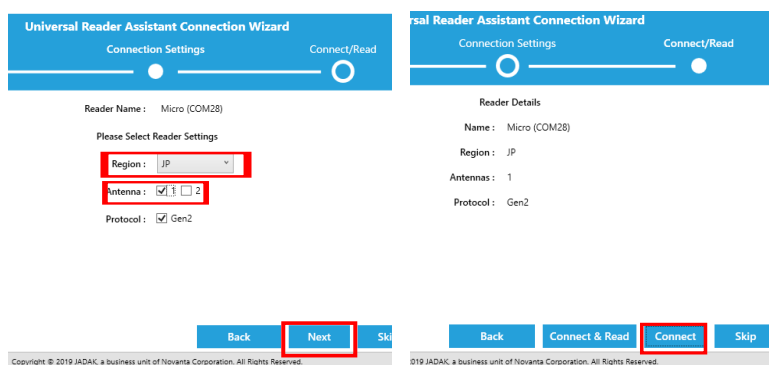 Universal Reader Assistant Connection Wizard
Connection Settings
Connect/Read
Reader Name : Micro (COM28)
Please Select Reader Settings
Region : JP
Antenna : 1 2
Protocol : Gen2
Back Next Ski
Copyright © 2019 JADAK, a business unit of Novanta Corporation. All Rights Reserved.
rsal Reader Assistant Connection Wizard
Connection Settings
Connect/Read
Reader Details
Name : Micro (COM28)
Region : JP
Antennas : 1
Protocol : Gen2
Back Connect & Read Connect Skip
2019 JADAK, a business unit of Novanta Corporation. All Rights Reserved.